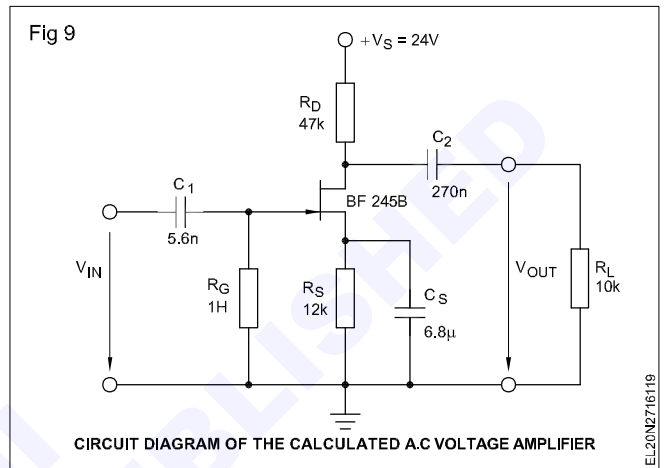 Fig 9
+VS = 24V
RD
47k
C2
270n
C1
5.6n
BF 245B
VIN
RG
1H
RS
12k
CS
6.8µ
VOUT
RL
10k
CIRCUIT DIAGRAM OF THE CALCULATED A.C VOLTAGE AMPLIFIER
EL20N2716119